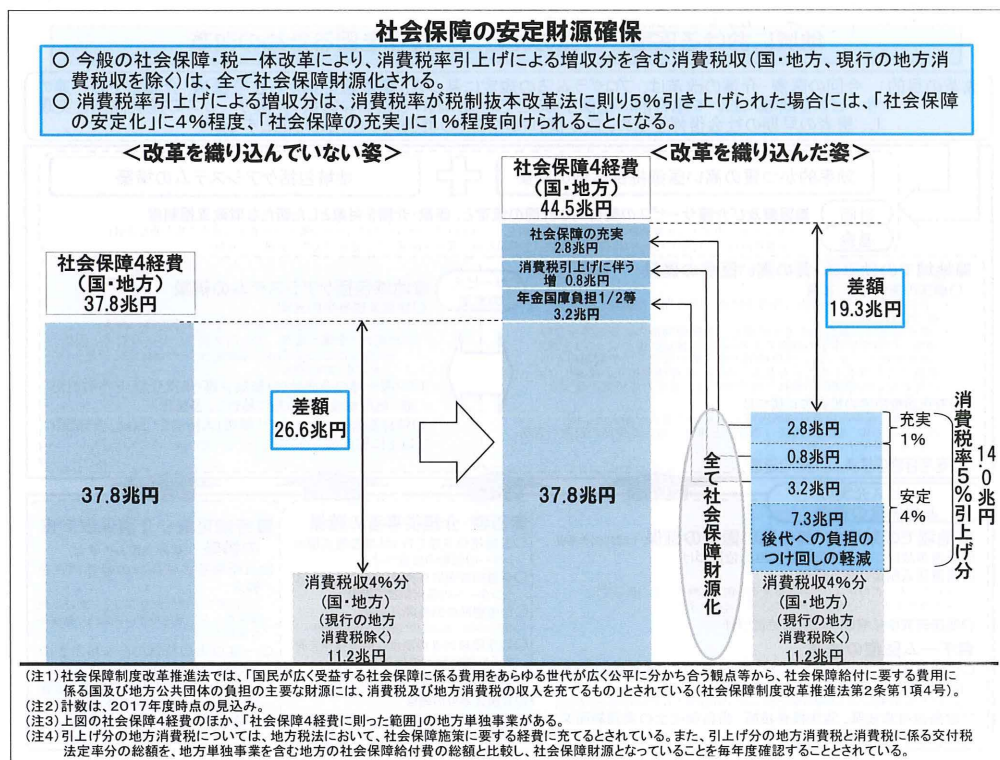 社会保障の安定財源確保
○ 今般の社会保障・税一体改革により、消費税率引上げによる増収分を含む消費税収(国・地方、現行の地方消
費税収を除く)は、全て社会保障財源化される。
○ 消費税率引上げによる増収分は、消費税率が税制抜本改革法に則り5%引き上げられた場合には、「社会保障
の安定化」に4%程度、「社会保障の充実」に1%程度向けられることになる。
<改革を織り込んでいない姿>
<改革を織り込んだ姿>
社会保障4経費
(国・地方)
37.8兆円
37.8兆円
差額
26.6兆円
消費税収4%分
(国・地方)
(現行の地方
消費税除く)
11.2兆円
社会保障4経費
(国・地方)
44.5兆円
社会保障の充実
2.8兆円
消費税引上げに伴う
増 0.8兆円
年金国庫負担1/2等
3.2兆円
37.8兆円
全て社会保障財源化
差額
19.3兆円
2.8兆円
0.8兆円
3.2兆円
7.3兆円
後代への負担の
つけ回しの軽減
消費税収4%分
(国・地方)
(現行の地方
消費税除く)
11.2兆円
充実
1%
安定
4%
消費税率5%引上げ分
14.0兆円
(注1)社会保障制度改革推進法では、「国民が広く受益する社会保障に係る費用をあらゆる世代が広く公平に分かち合う観点等から、社会保障給付に要する費用に
係る国及び地方公共団体の負担の主要な財源には、消費税及び地方消費税の収入を充てるもの」とされている(社会保障制度改革推進法第2条第1項4号)。
(注2)計数は、2017年度時点の見込み。
(注3)上図の社会保障4経費のほか、「社会保障4経費に則った範囲」の地方単独事業がある。
(注4)引上げ分の地方消費税については、地方税法において、社会保障施策に要する経費に充てるとされている。また、引上げ分の地方消費税と消費税に係る交付税
法定率分の総額を、地方単独事業を含む地方の社会保障給付費の総額と比較し、社会保障財源となっていることを毎年度確認することとされている。